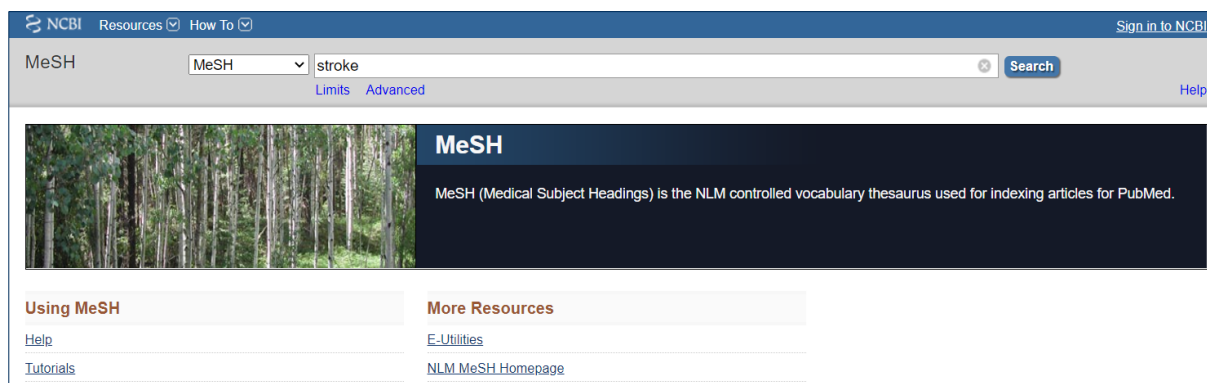 NCBI Resources How To Sign in to NCBI
MeSH MeSH stroke Search
Limits Advanced Help
MeSH
MeSH (Medical Subject Headings) is the NLM controlled vocabulary thesaurus used for indexing articles for PubMed.
Using MeSH
Help
Tutorials
More Resources
E-Utilities
NLM MeSH Homepage